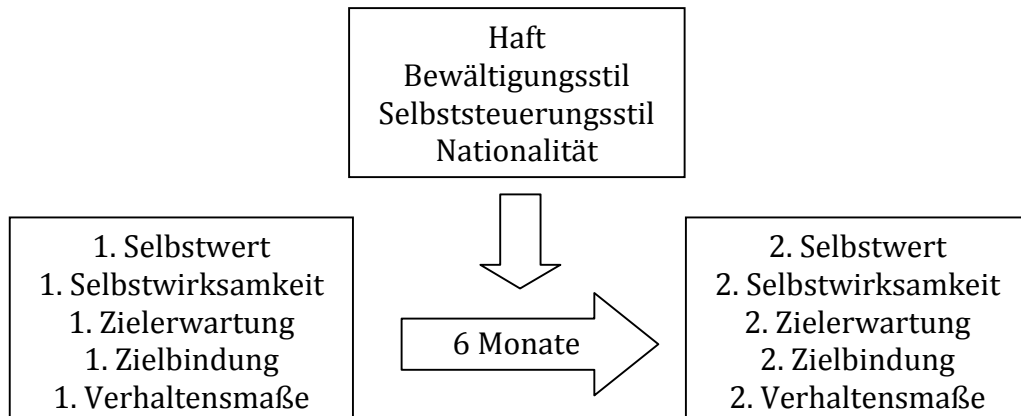 Haft
Bewältigungsstil
Selbststeuerungsstil
Nationalität
1. Selbstwert
1. Selbstwirksamkeit
1. Zielerwartung
1. Zielbindung
1. Verhaltensmaße
6 Monate
2. Selbstwert
2. Selbstwirksamkeit
2. Zielerwartung
2. Zielbindung
2. Verhaltensmaße